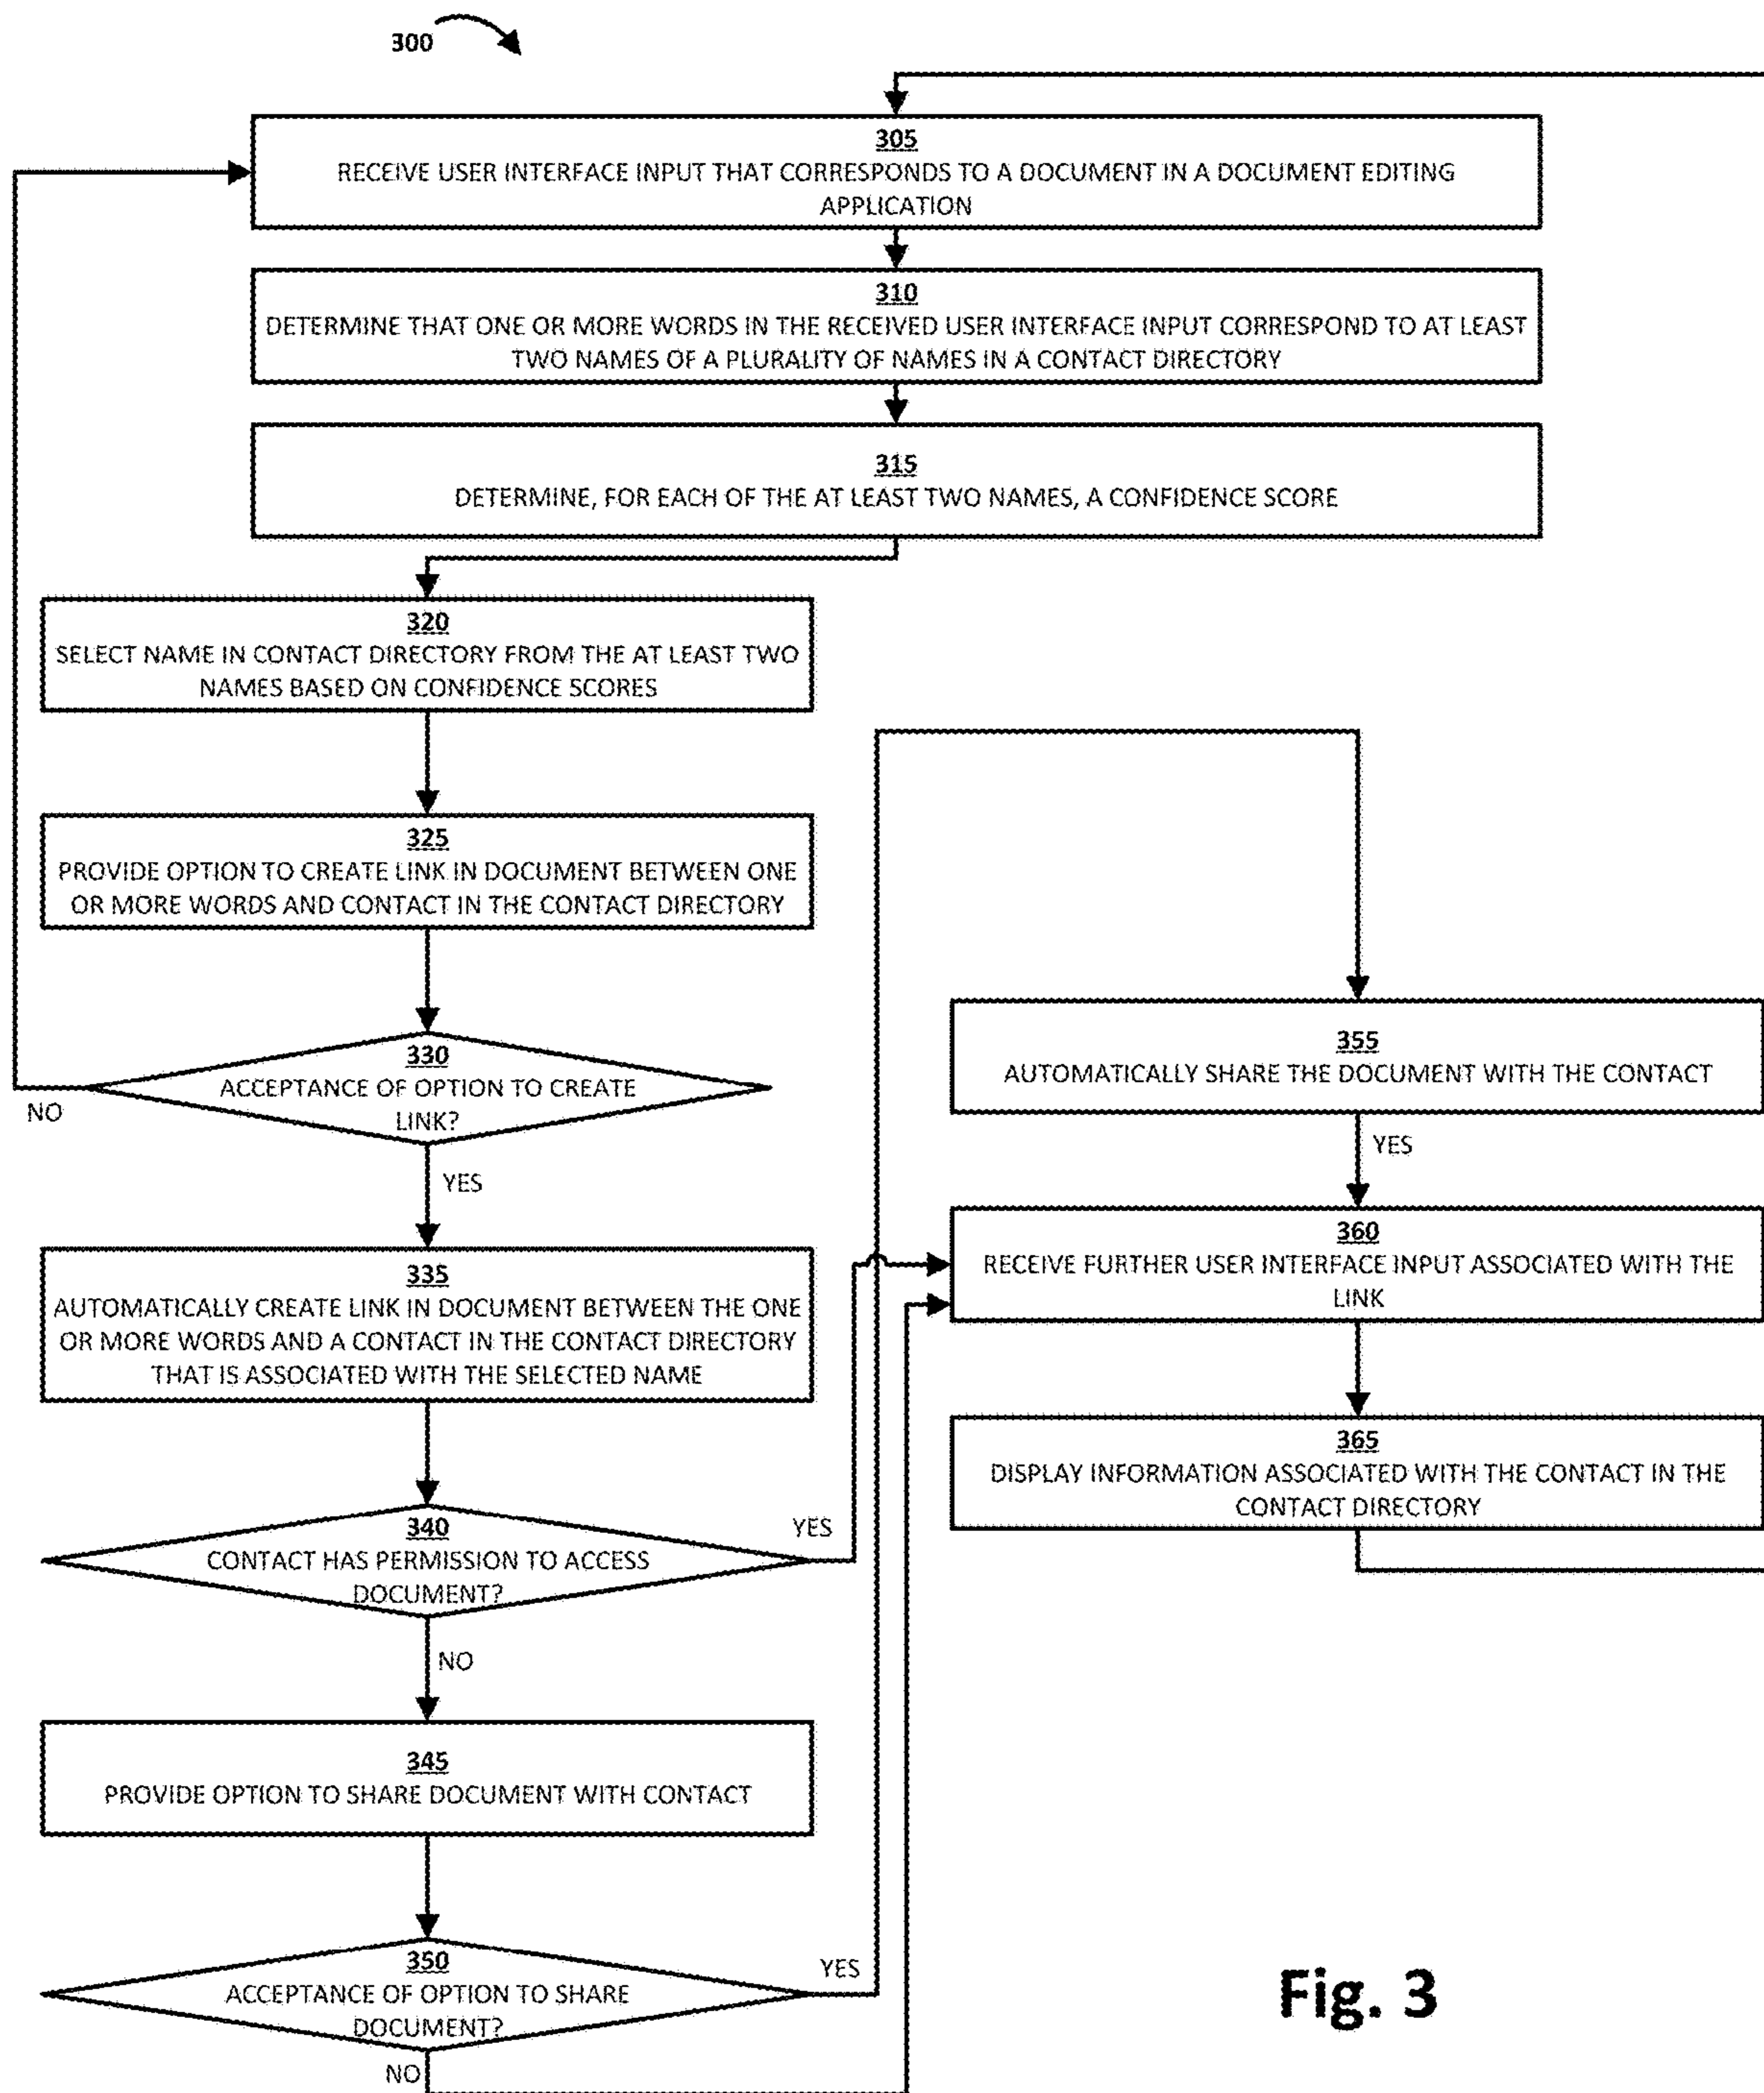 300
305
RECEIVE USER INTERFACE INPUT THAT CORRESPONDS TO A DOCUMENT IN A DOCUMENT EDITING
APPLICATION
310
DETERMINE THAT ONE OR MORE WORDS IN THE RECEIVED USER INTERFACE INPUT CORRESPOND TO AT LEAST
TWO NAMES OF A PLURALITY OF NAMES IN A CONTACT DIRECTORY
315
DETERMINE, FOR EACH OF THE AT LEAST TWO NAMES, A CONFIDENCE SCORE
320
SELECT NAME IN CONTACT DIRECTORY FROM THE AT LEAST TWO
NAMES BASED ON CONFIDENCE SCORES
325
PROVIDE OPTION TO CREATE LINK IN DOCUMENT BETWEEN ONE
OR MORE WORDS AND CONTACT IN THE CONTACT DIRECTORY
330
ACCEPTANCE OF OPTION TO CREATE
LINK?
NO
YES
335
AUTOMATICALLY CREATE LINK IN DOCUMENT BETWEEN THE ONE
OR MORE WORDS AND A CONTACT IN THE CONTACT DIRECTORY
THAT IS ASSOCIATED WITH THE SELECTED NAME
340
CONTACT HAS PERMISSION TO ACCESS
DOCUMENT?
YES
NO
345
PROVIDE OPTION TO SHARE DOCUMENT WITH CONTACT
350
ACCEPTANCE OF OPTION TO SHARE
DOCUMENT?
YES
NO
355
AUTOMATICALLY SHARE THE DOCUMENT WITH THE CONTACT
YES
360
RECEIVE FURTHER USER INTERFACE INPUT ASSOCIATED WITH THE
LINK
365
DISPLAY INFORMATION ASSOCIATED WITH THE CONTACT IN THE
CONTACT DIRECTORY
Fig. 3